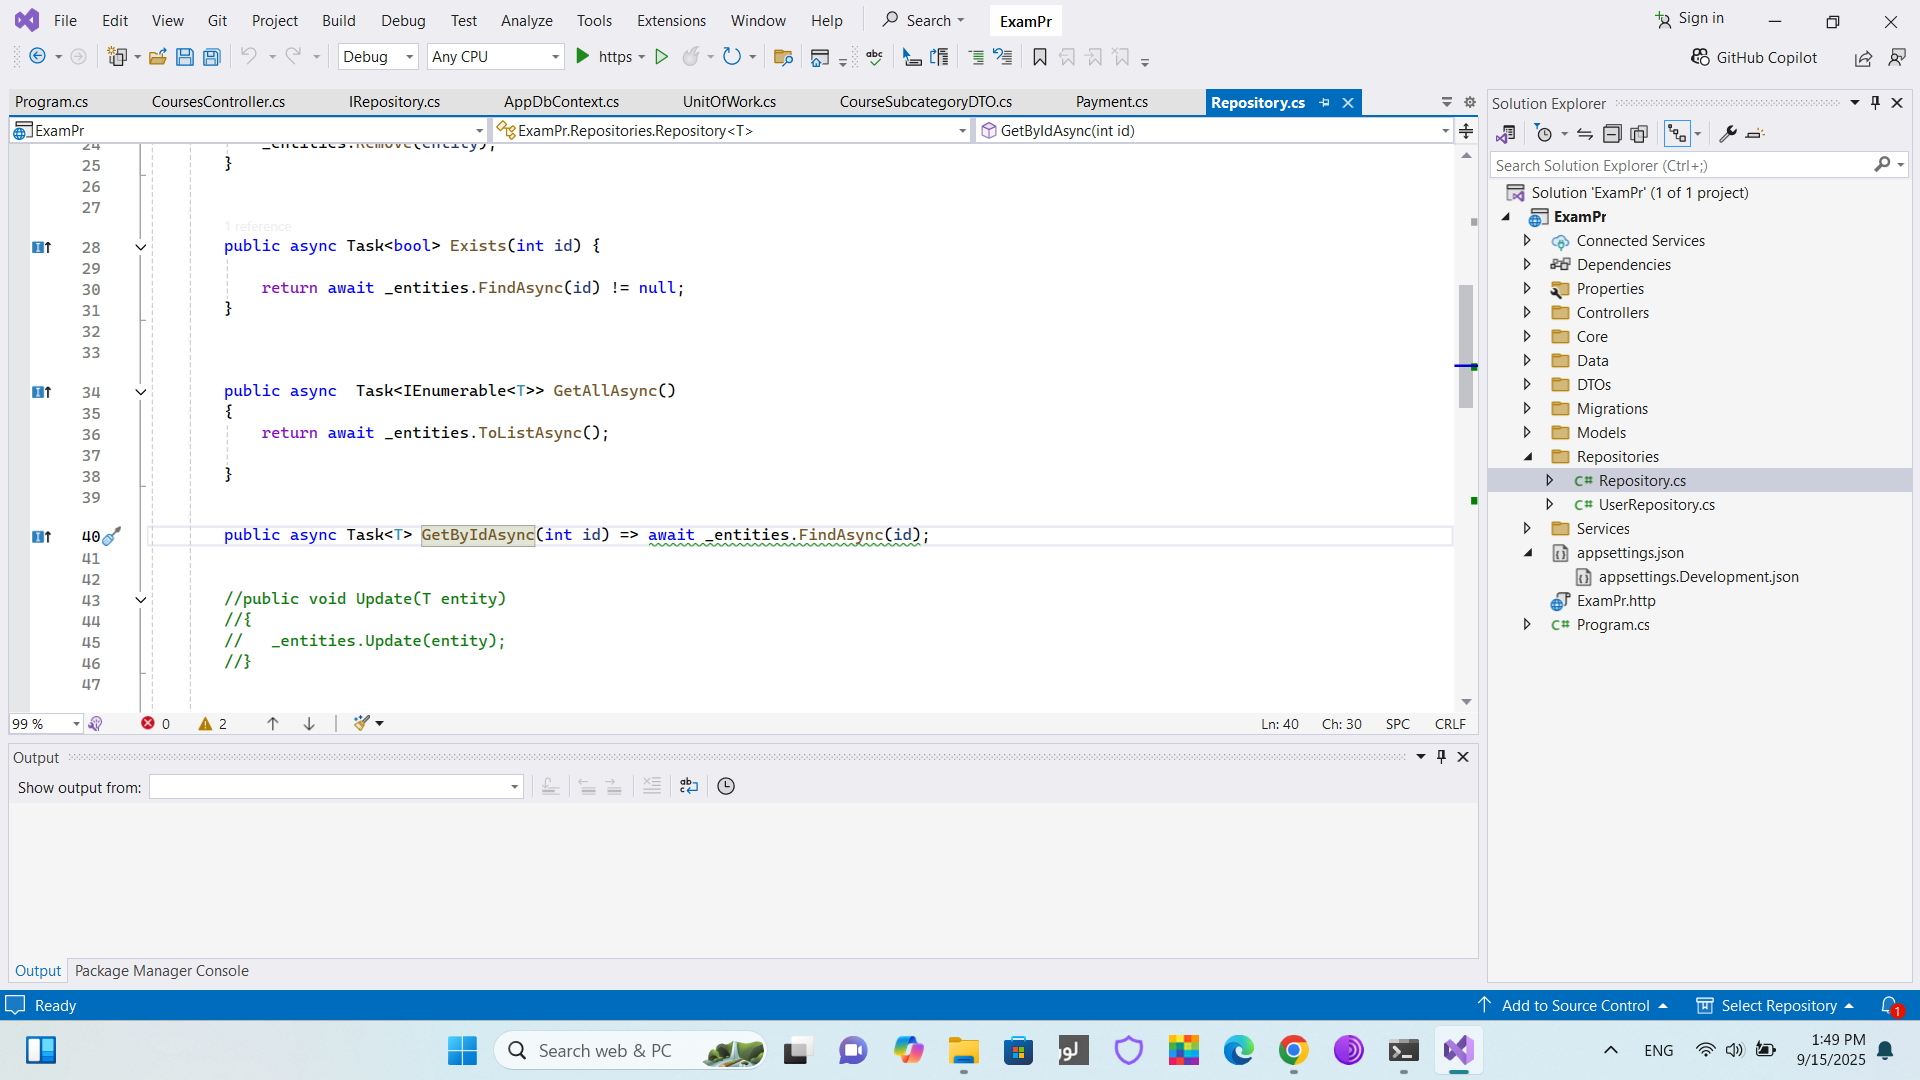 File Edit View Git Project Build Debug Test Analyze Tools Extensions Window Help Search ExamPr Sign in
Debug Any CPU https abc GitHub Copilot
Program.cs CoursesController.cs IRepository.cs AppDbContext.cs UnitOfWork.cs CourseSubcategoryDTO.cs Payment.cs Repository.cs
ExamPr ExamPr.Repositories.Repository<T> GetByIdAsync(int id)
24 _entities.Remove(entity);
25 }
26
27
1 reference
28 public async Task<bool> Exists(int id) {
29
30 return await _entities.FindAsync(id) != null;
31 }
32
33
34 public async  Task<IEnumerable<T>> GetAllAsync()
35 {
36 return await _entities.ToListAsync();
37
38 }
39
40 public async Task<T> GetByIdAsync(int id) => await _entities.FindAsync(id);
41
42
43 //public void Update(T entity)
44 //{
45 //   _entities.Update(entity);
46 //}
47
99 % 0 2 Ln: 40 Ch: 30 SPC CRLF
Output
Show output from:
Output Package Manager Console
Solution Explorer
Search Solution Explorer (Ctrl+;)
Solution 'ExamPr' (1 of 1 project)
ExamPr
Connected Services
Dependencies
Properties
Controllers
Core
Data
DTOs
Migrations
Models
Repositories
C# Repository.cs
C# UserRepository.cs
Services
appsettings.json
appsettings.Development.json
ExamPr.http
C# Program.cs
Ready Add to Source Control Select Repository 1
Search web & PC لور ENG 1:49 PM
9/15/2025